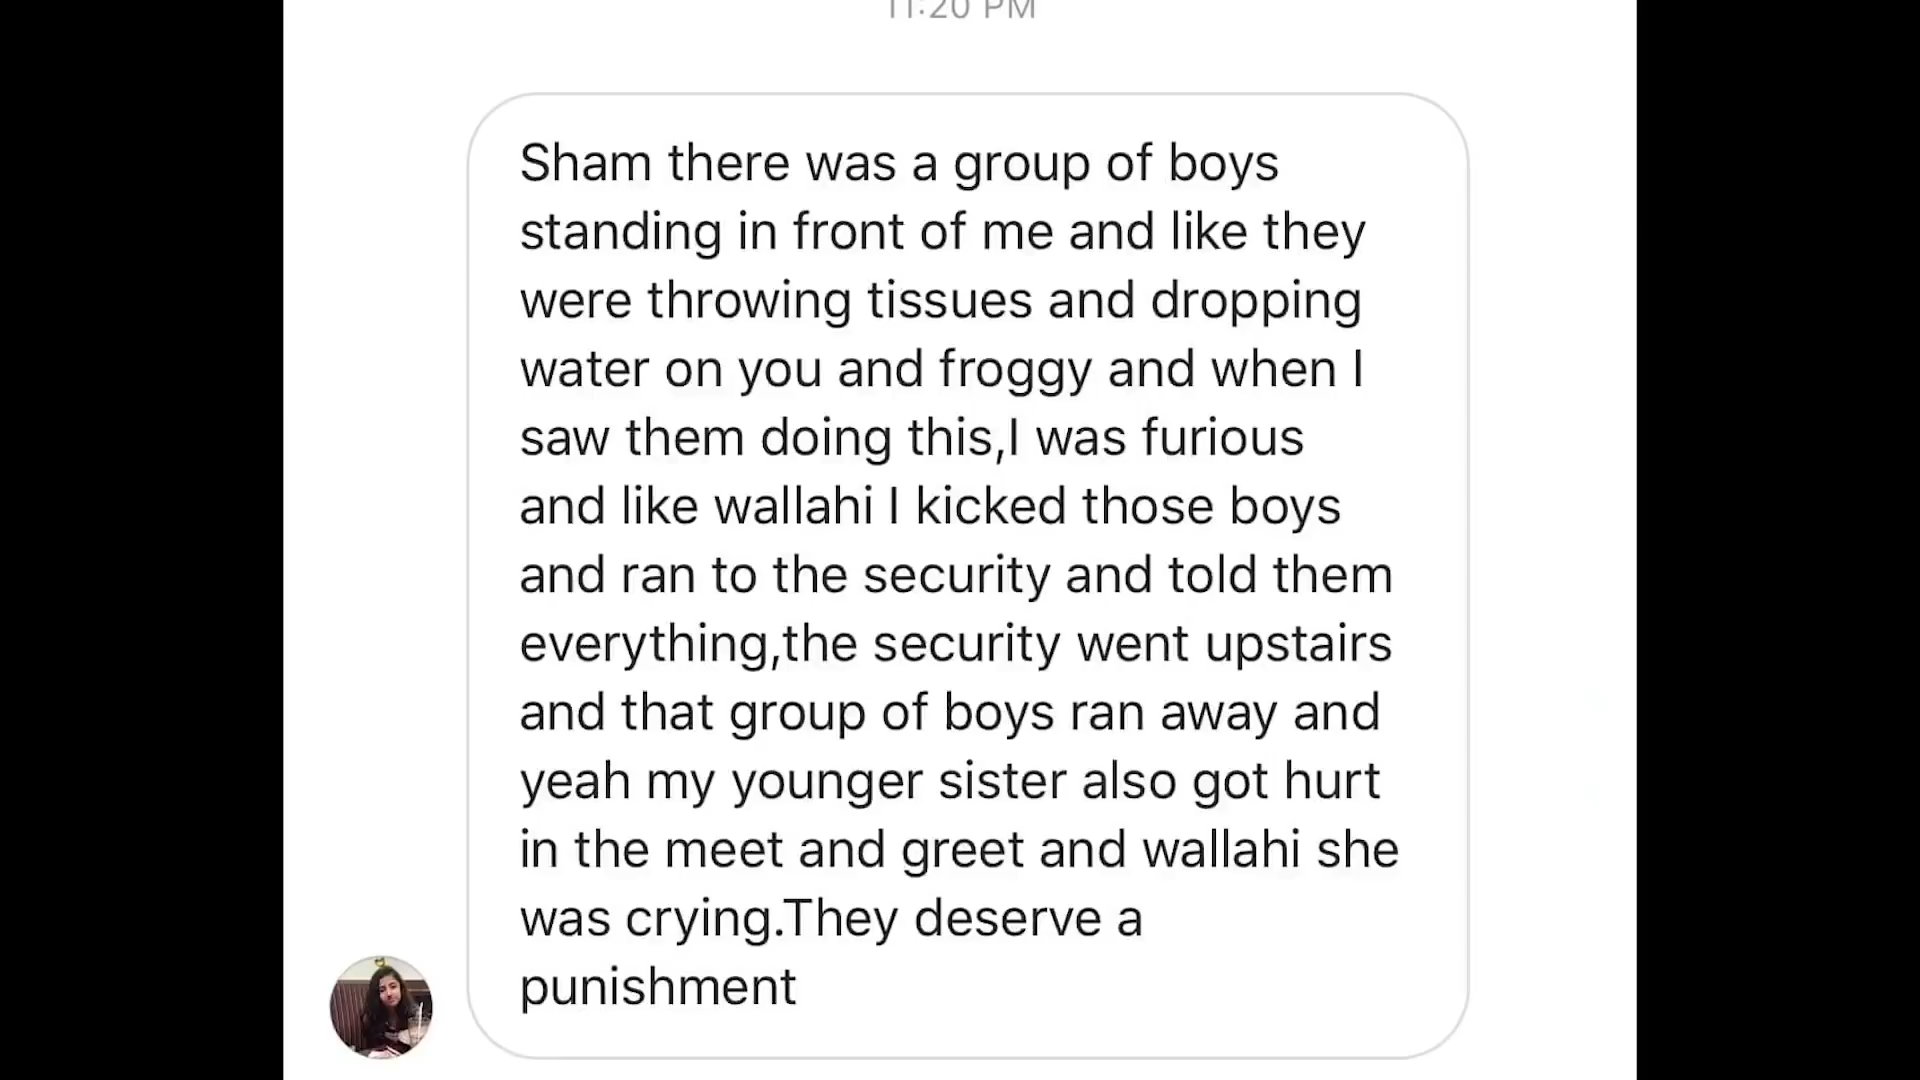 11:20 PM
Sham there was a group of boys
standing in front of me and like they
were throwing tissues and dropping
water on you and froggy and when I
saw them doing this,I was furious
and like wallahi I kicked those boys
and ran to the security and told them
everything,the security went upstairs
and that group of boys ran away and
yeah my younger sister also got hurt
in the meet and greet and wallahi she
was crying.They deserve a
punishment